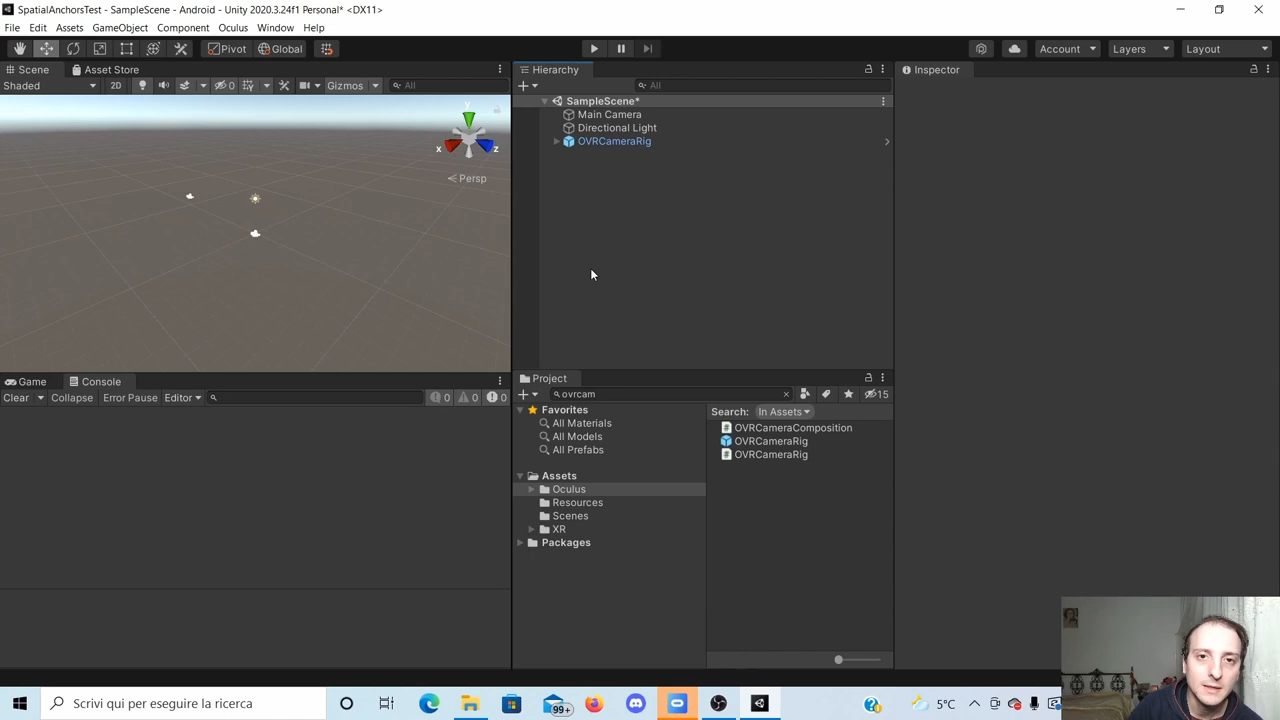 SpatialAnchorsTest - SampleScene - Android - Unity 2020.3.24f1 Personal* <DX11>
File Edit Assets GameObject Component Oculus Window Help
Pivot Global Account Layers Layout
Scene Asset Store
Shaded 2D 0 Gizmos All
y
x z
Persp
Hierarchy
All
SampleScene*
Main Camera
Directional Light
OVRCameraRig
Inspector
Game Console
Clear Collapse Error Pause Editor 0 0 0
Project
ovrcam 15
Favorites
All Materials
All Models
All Prefabs
Assets
Oculus
Resources
Scenes
XR
Packages
Search: In Assets
OVRCameraComposition
OVRCameraRig
OVRCameraRig
Scrivi qui per eseguire la ricerca
99+
5°C